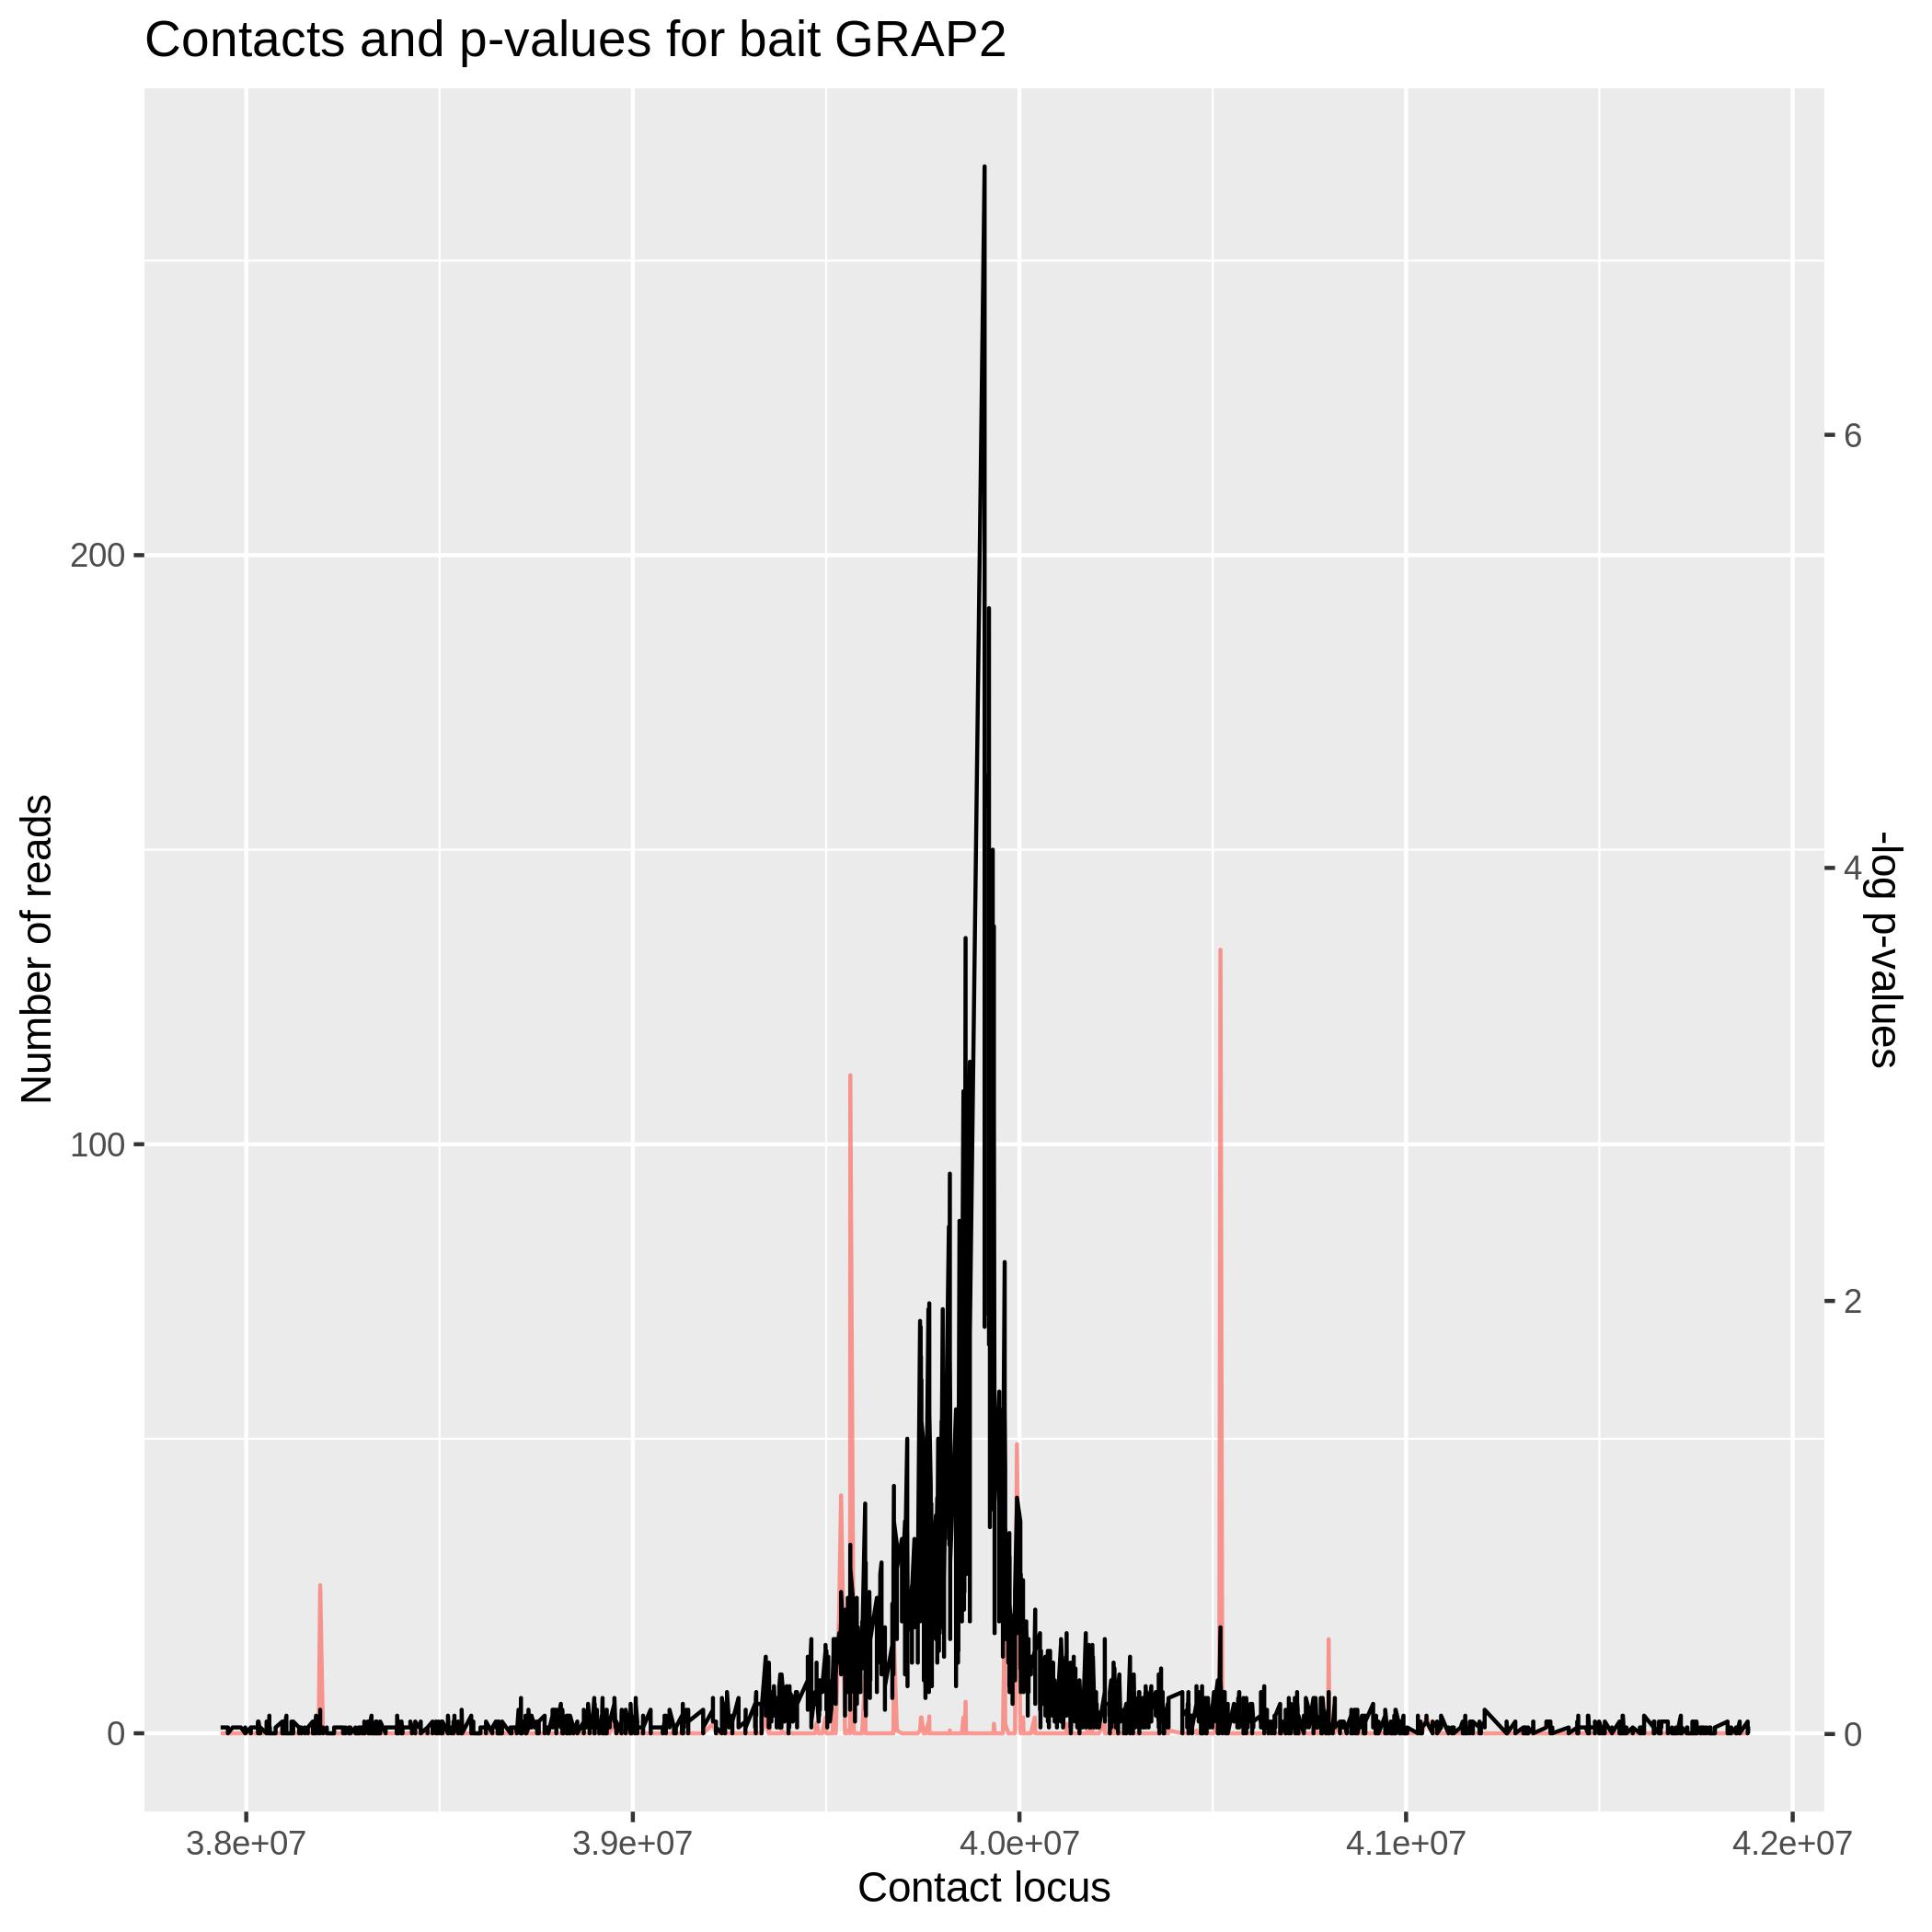 Contacts and p-values for bait GRAP2
Number of reads
200
100
0
6
4
2
0
-log p-values
3.8e+07
3.9e+07
4.0e+07
4.1e+07
4.2e+07
Contact locus